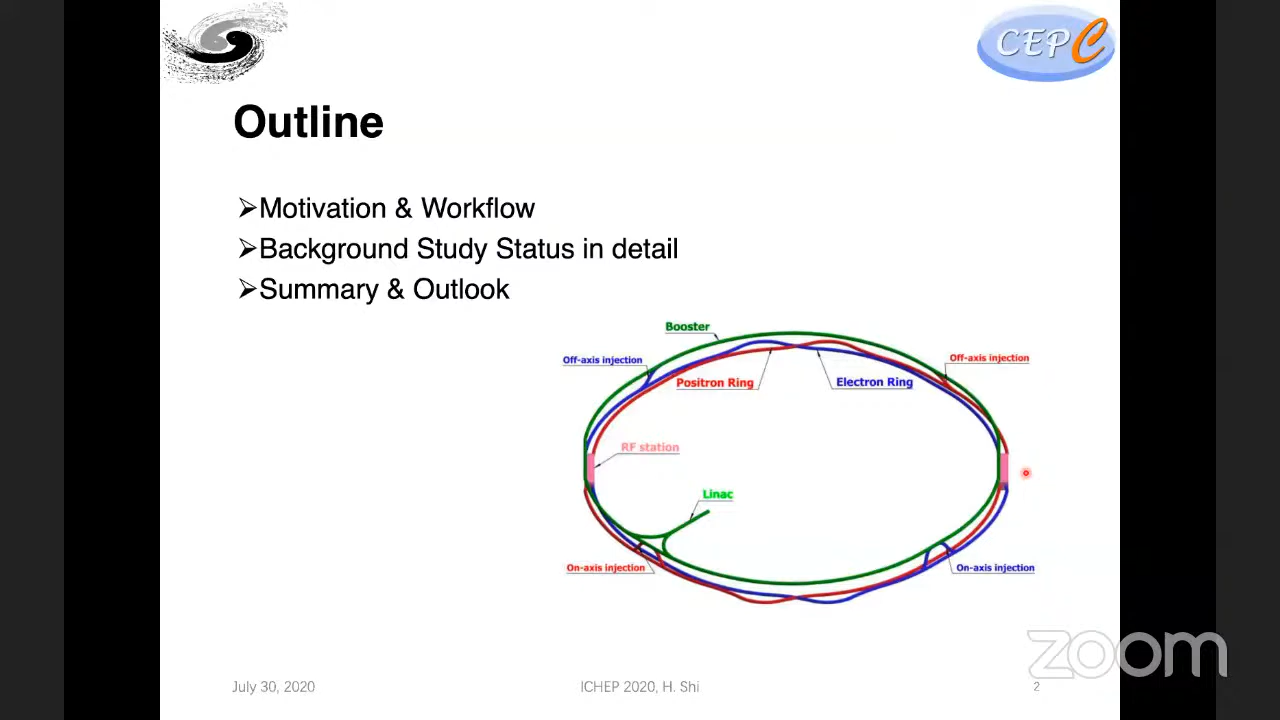 CEPC
Outline
➢Motivation & Workflow
➢Background Study Status in detail
➢Summary & Outlook
Booster
Off-axis injection
Off-axis injection
Positron Ring
Electron Ring
RF station
Linac
On-axis injection
On-axis injection
zoom
July 30, 2020
ICHEP 2020, H. Shi
2